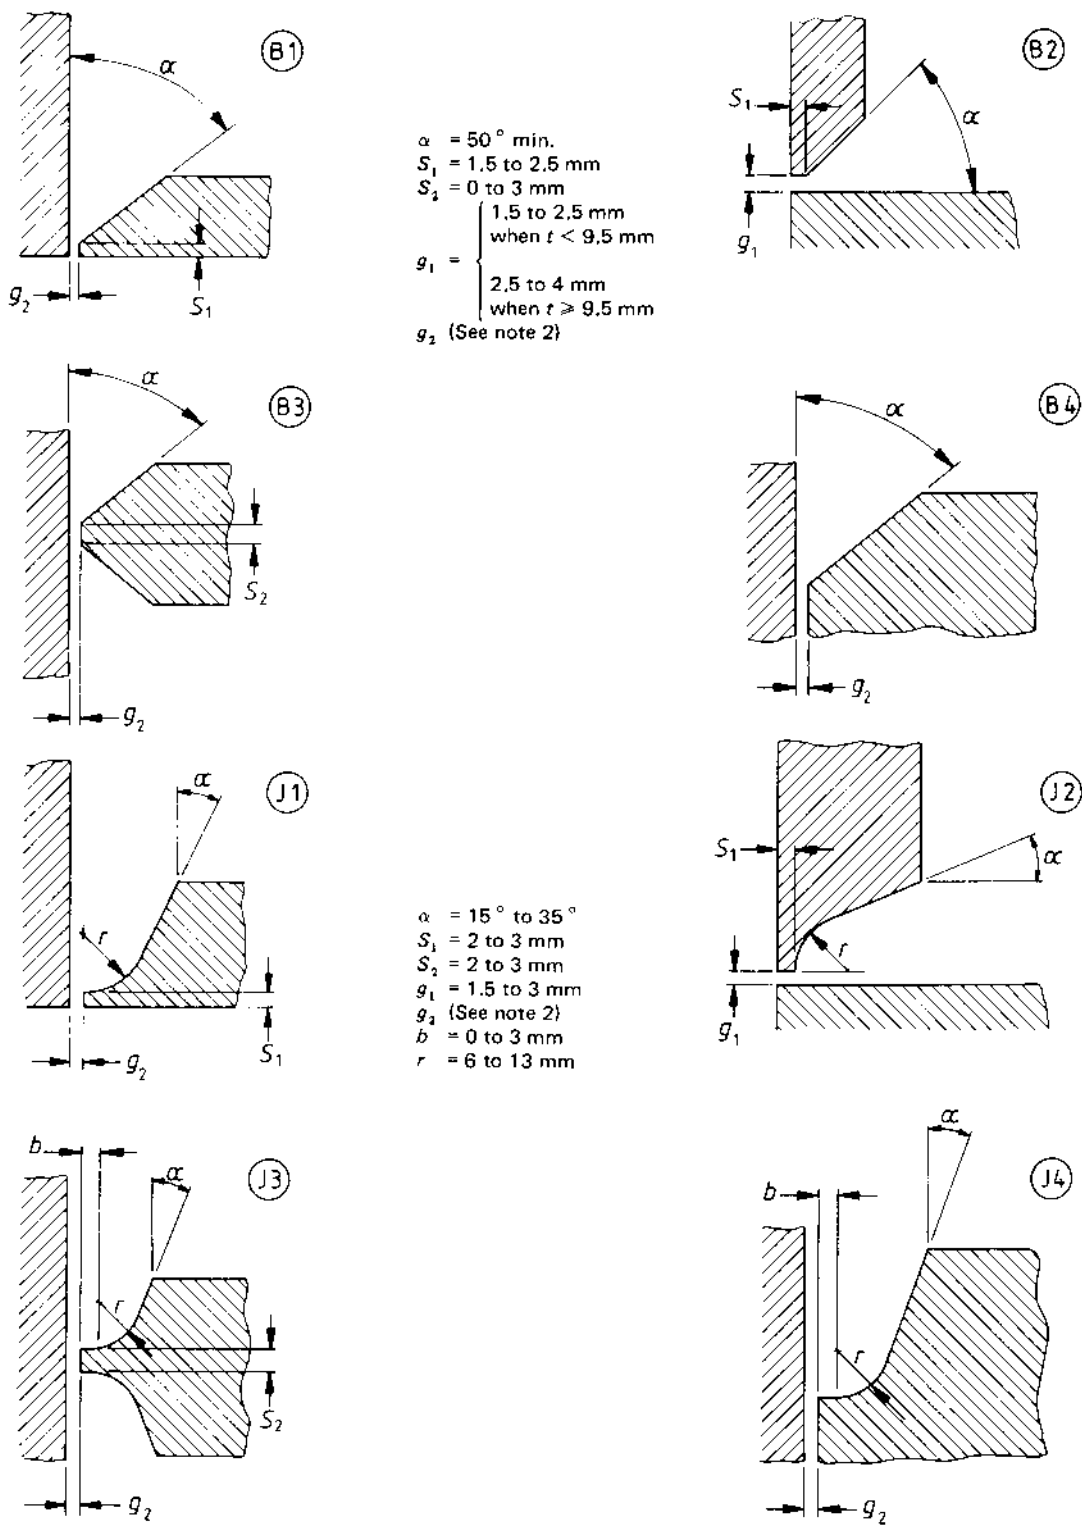 B1
α
g₂
S₁
B2
S₁
α
g₁
α = 50° min.
S₁ = 1.5 to 2.5 mm
S₂ = 0 to 3 mm
1.5 to 2.5 mm
when t < 9.5 mm
g₁ =
2.5 to 4 mm
when t ⩾ 9.5 mm
g₂ (See note 2)
B3
α
S₂
g₂
B4
α
g₂
J1
α
r
S₁
g₂
J2
S₁
α
r
g₁
α = 15° to 35°
S₁ = 2 to 3 mm
S₂ = 2 to 3 mm
g₁ = 1.5 to 3 mm
g₂ (See note 2)
b = 0 to 3 mm
r = 6 to 13 mm
J3
b
α
r
S₂
g₂
J4
b
α
r
g₂